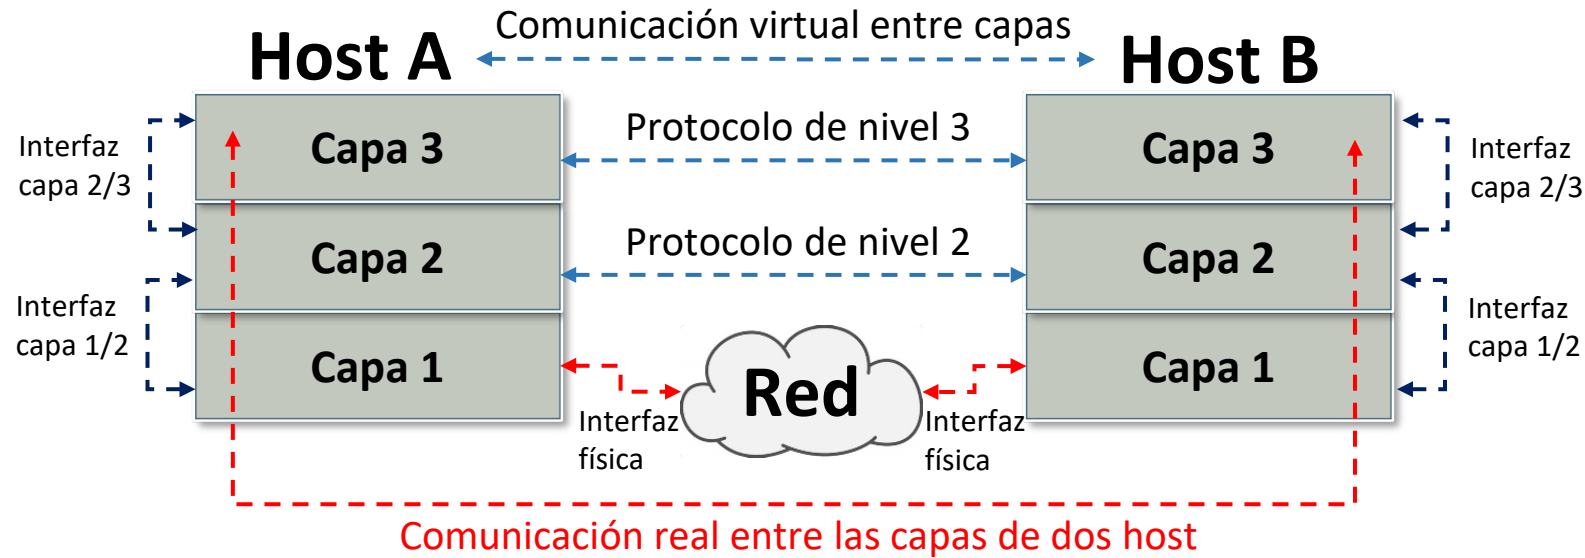 Comunicación virtual entre capas
Host A
Host B
Interfaz
capa 2/3
Capa 3
Protocolo de nivel 3
Capa 3
Interfaz
capa 2/3
Capa 2
Protocolo de nivel 2
Capa 2
Interfaz
capa 1/2
Capa 1
Red
Capa 1
Interfaz
capa 1/2
Interfaz
física
Interfaz
física
Comunicación real entre las capas de dos host